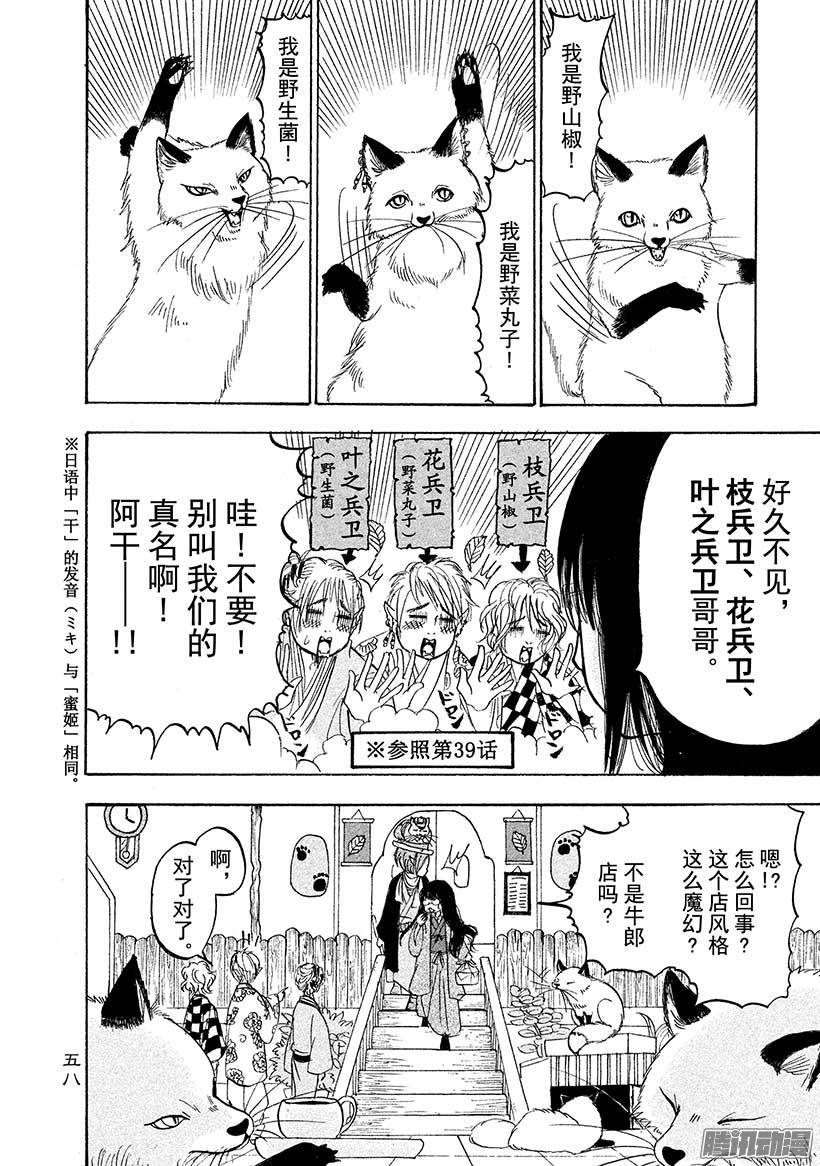 我是野山椒！
我是野菜丸子！
我是野生菌！
好久不见，
枝兵卫、花兵卫、
叶之兵卫哥哥。
枝兵卫
（野山椒）
花兵卫
（野菜丸子）
叶之兵卫
（野生菌）
哇！不要！
别叫我们的
真名啊！
阿干——！！
ドロン
ドロン
※参照第39话
※日语中「干」的发音（ミキ）与「蜜姬」相同。
嗯!?
怎么回事？
这个店风格
这么魔幻？
不是牛郎
店吗？
啊，
对了对了。
五八
腾讯动漫